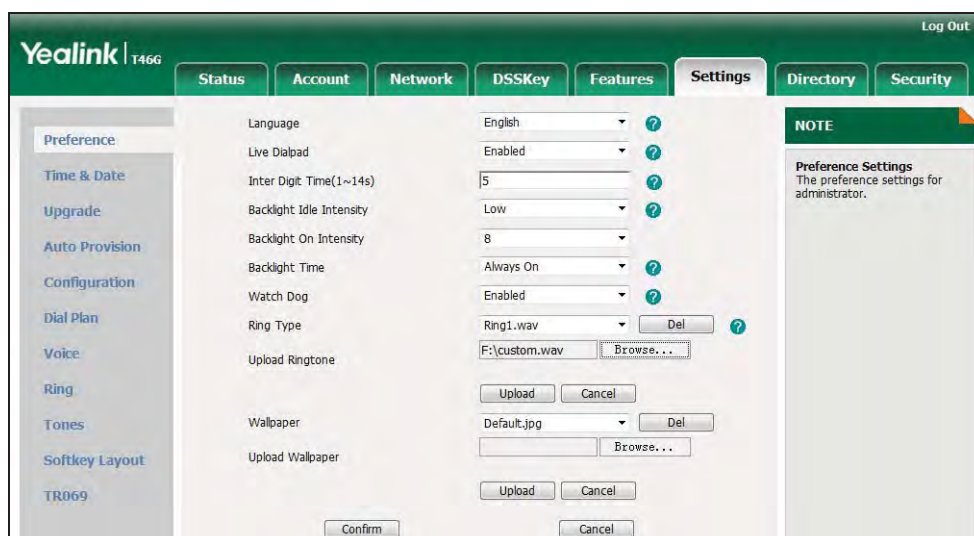 Log Out
Yealink T46G
Status Account Network DSSKey Features Settings Directory Security
Preference
Time & Date
Upgrade
Auto Provision
Configuration
Dial Plan
Voice
Ring
Tones
Softkey Layout
TR069
Language English ?
Live Dialpad Enabled ?
Inter Digit Time(1~14s) 5 ?
Backlight Idle Intensity Low ?
Backlight On Intensity 8
Backlight Time Always On ?
Watch Dog Enabled ?
Ring Type Ring1.wav Del ?
Upload Ringtone F:\custom.wav Browse...
Upload Cancel
Wallpaper Default.jpg Del
Upload Wallpaper Browse...
Upload Cancel
Confirm Cancel
NOTE
Preference Settings
The preference settings for
administrator.